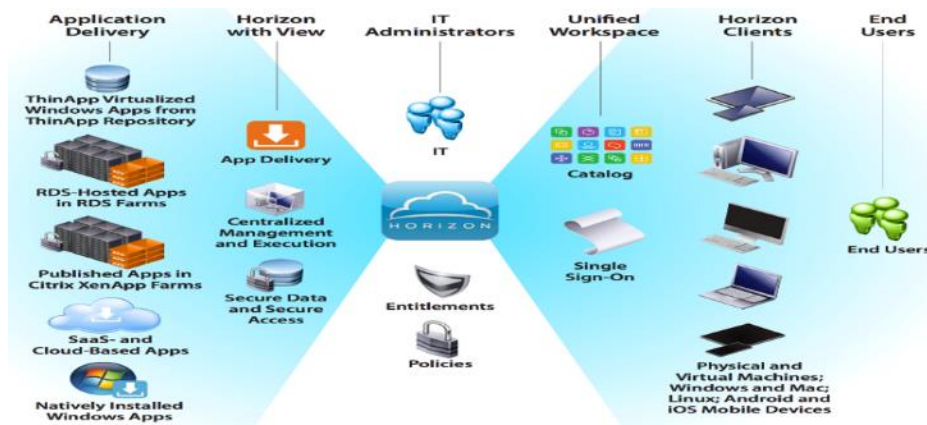 Application
Delivery
Horizon
with View
IT
Administrators
Unified
Workspace
Horizon
Clients
End
Users
ThinApp Virtualized
Windows Apps from
ThinApp Repository
RDS-Hosted Apps
in RDS Farms
Published Apps in
Citrix XenApp Farms
SaaS- and
Cloud-Based Apps
Natively Installed
Windows Apps
App Delivery
Centralized
Management
and Execution
Secure Data
and Secure
Access
IT
HORIZON
Entitlements
Policies
Catalog
Single
Sign-On
Physical and
Virtual Machines;
Windows and Mac;
Linux; Android and
iOS Mobile Devices
End Users